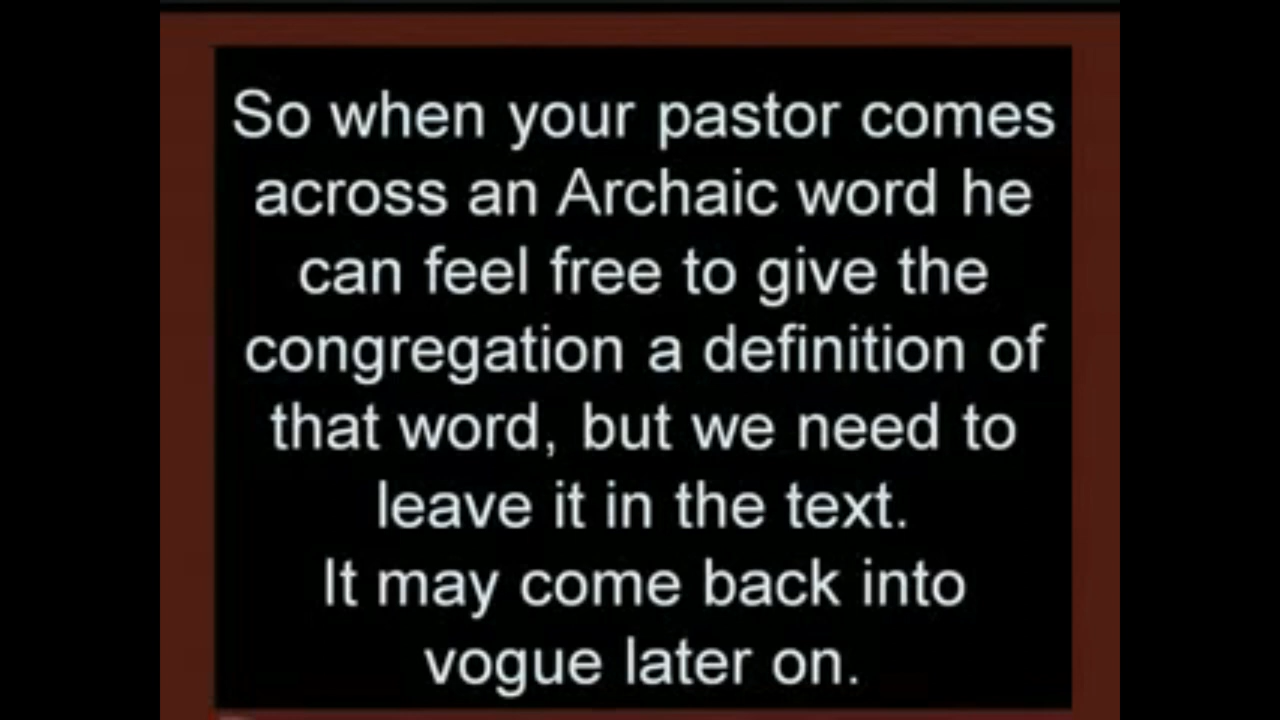 So when your pastor comes
across an Archaic word he
can feel free to give the
congregation a definition of
that word, but we need to
leave it in the text.
It may come back into
vogue later on.